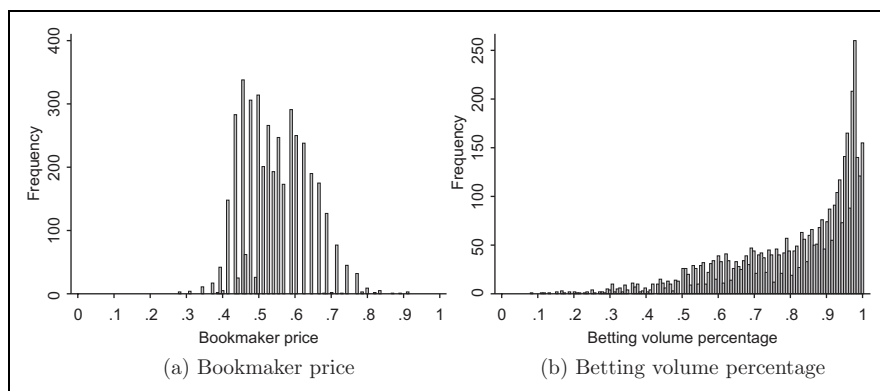 400
300
200
100
0
Frequency
0 .1 .2 .3 .4 .5 .6 .7 .8 .9 1
Bookmaker price
(a) Bookmaker price
250
200
150
100
50
0
Frequency
0 .1 .2 .3 .4 .5 .6 .7 .8 .9 1
Betting volume percentage
(b) Betting volume percentage